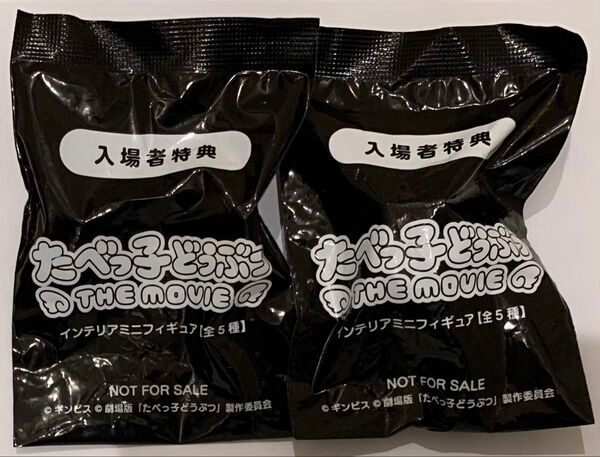 入場者特典
たべっ子どうぶつ
THE MOVIE
インテリアミニフィギュア【全5種】
NOT FOR SALE
©ギンビス ©劇場版「たべっ子どうぶつ」製作委員会
入場者特典
たべっ子どうぶつ
THE MOVIE
インテリアミニフィギュア【全5種】
NOT FOR SALE
©ギンビス ©劇場版「たべっ子どうぶつ」製作委員会